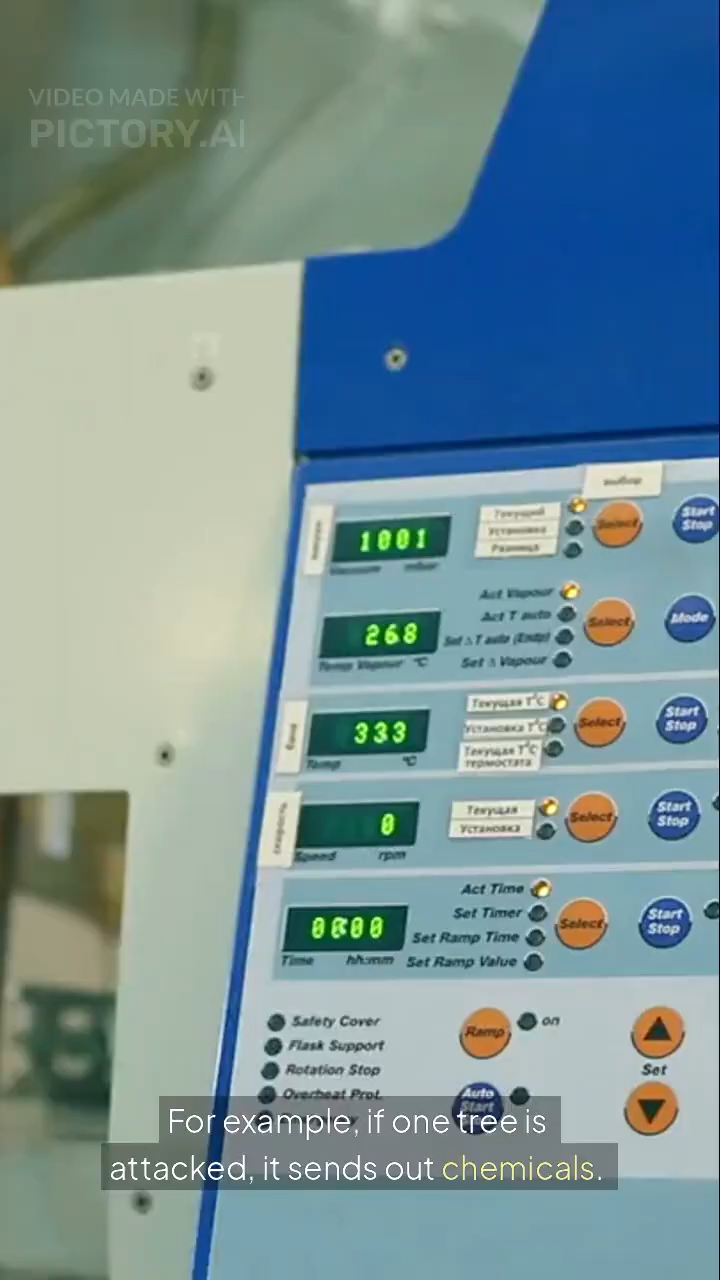 VIDEO MADE WITH
PICTORY.AI
выбор
1001
Vacuum mbar
Текущий
Установка
Разница
Select
Start Stop
268
Temp Vapour °C
Act Vapour
Act T auto
Set Δ T auto (Endp)
Set Δ Vapour
Select
Mode
баня
333
Temp °C
Текущая T°C
Установка T°C
Текущая T°C
термостата
Select
Start Stop
скорость
0
Speed rpm
Текущая
Установка
Select
Start Stop
00:00
Time hh:mm
Act Time
Set Timer
Set Ramp Time
Set Ramp Value
Select
Start Stop
Safety Cover
Flask Support
Rotation Stop
Overheat Prot.
Ramp
on
Auto Start
Set
For example, if one tree is
attacked, it sends out chemicals.